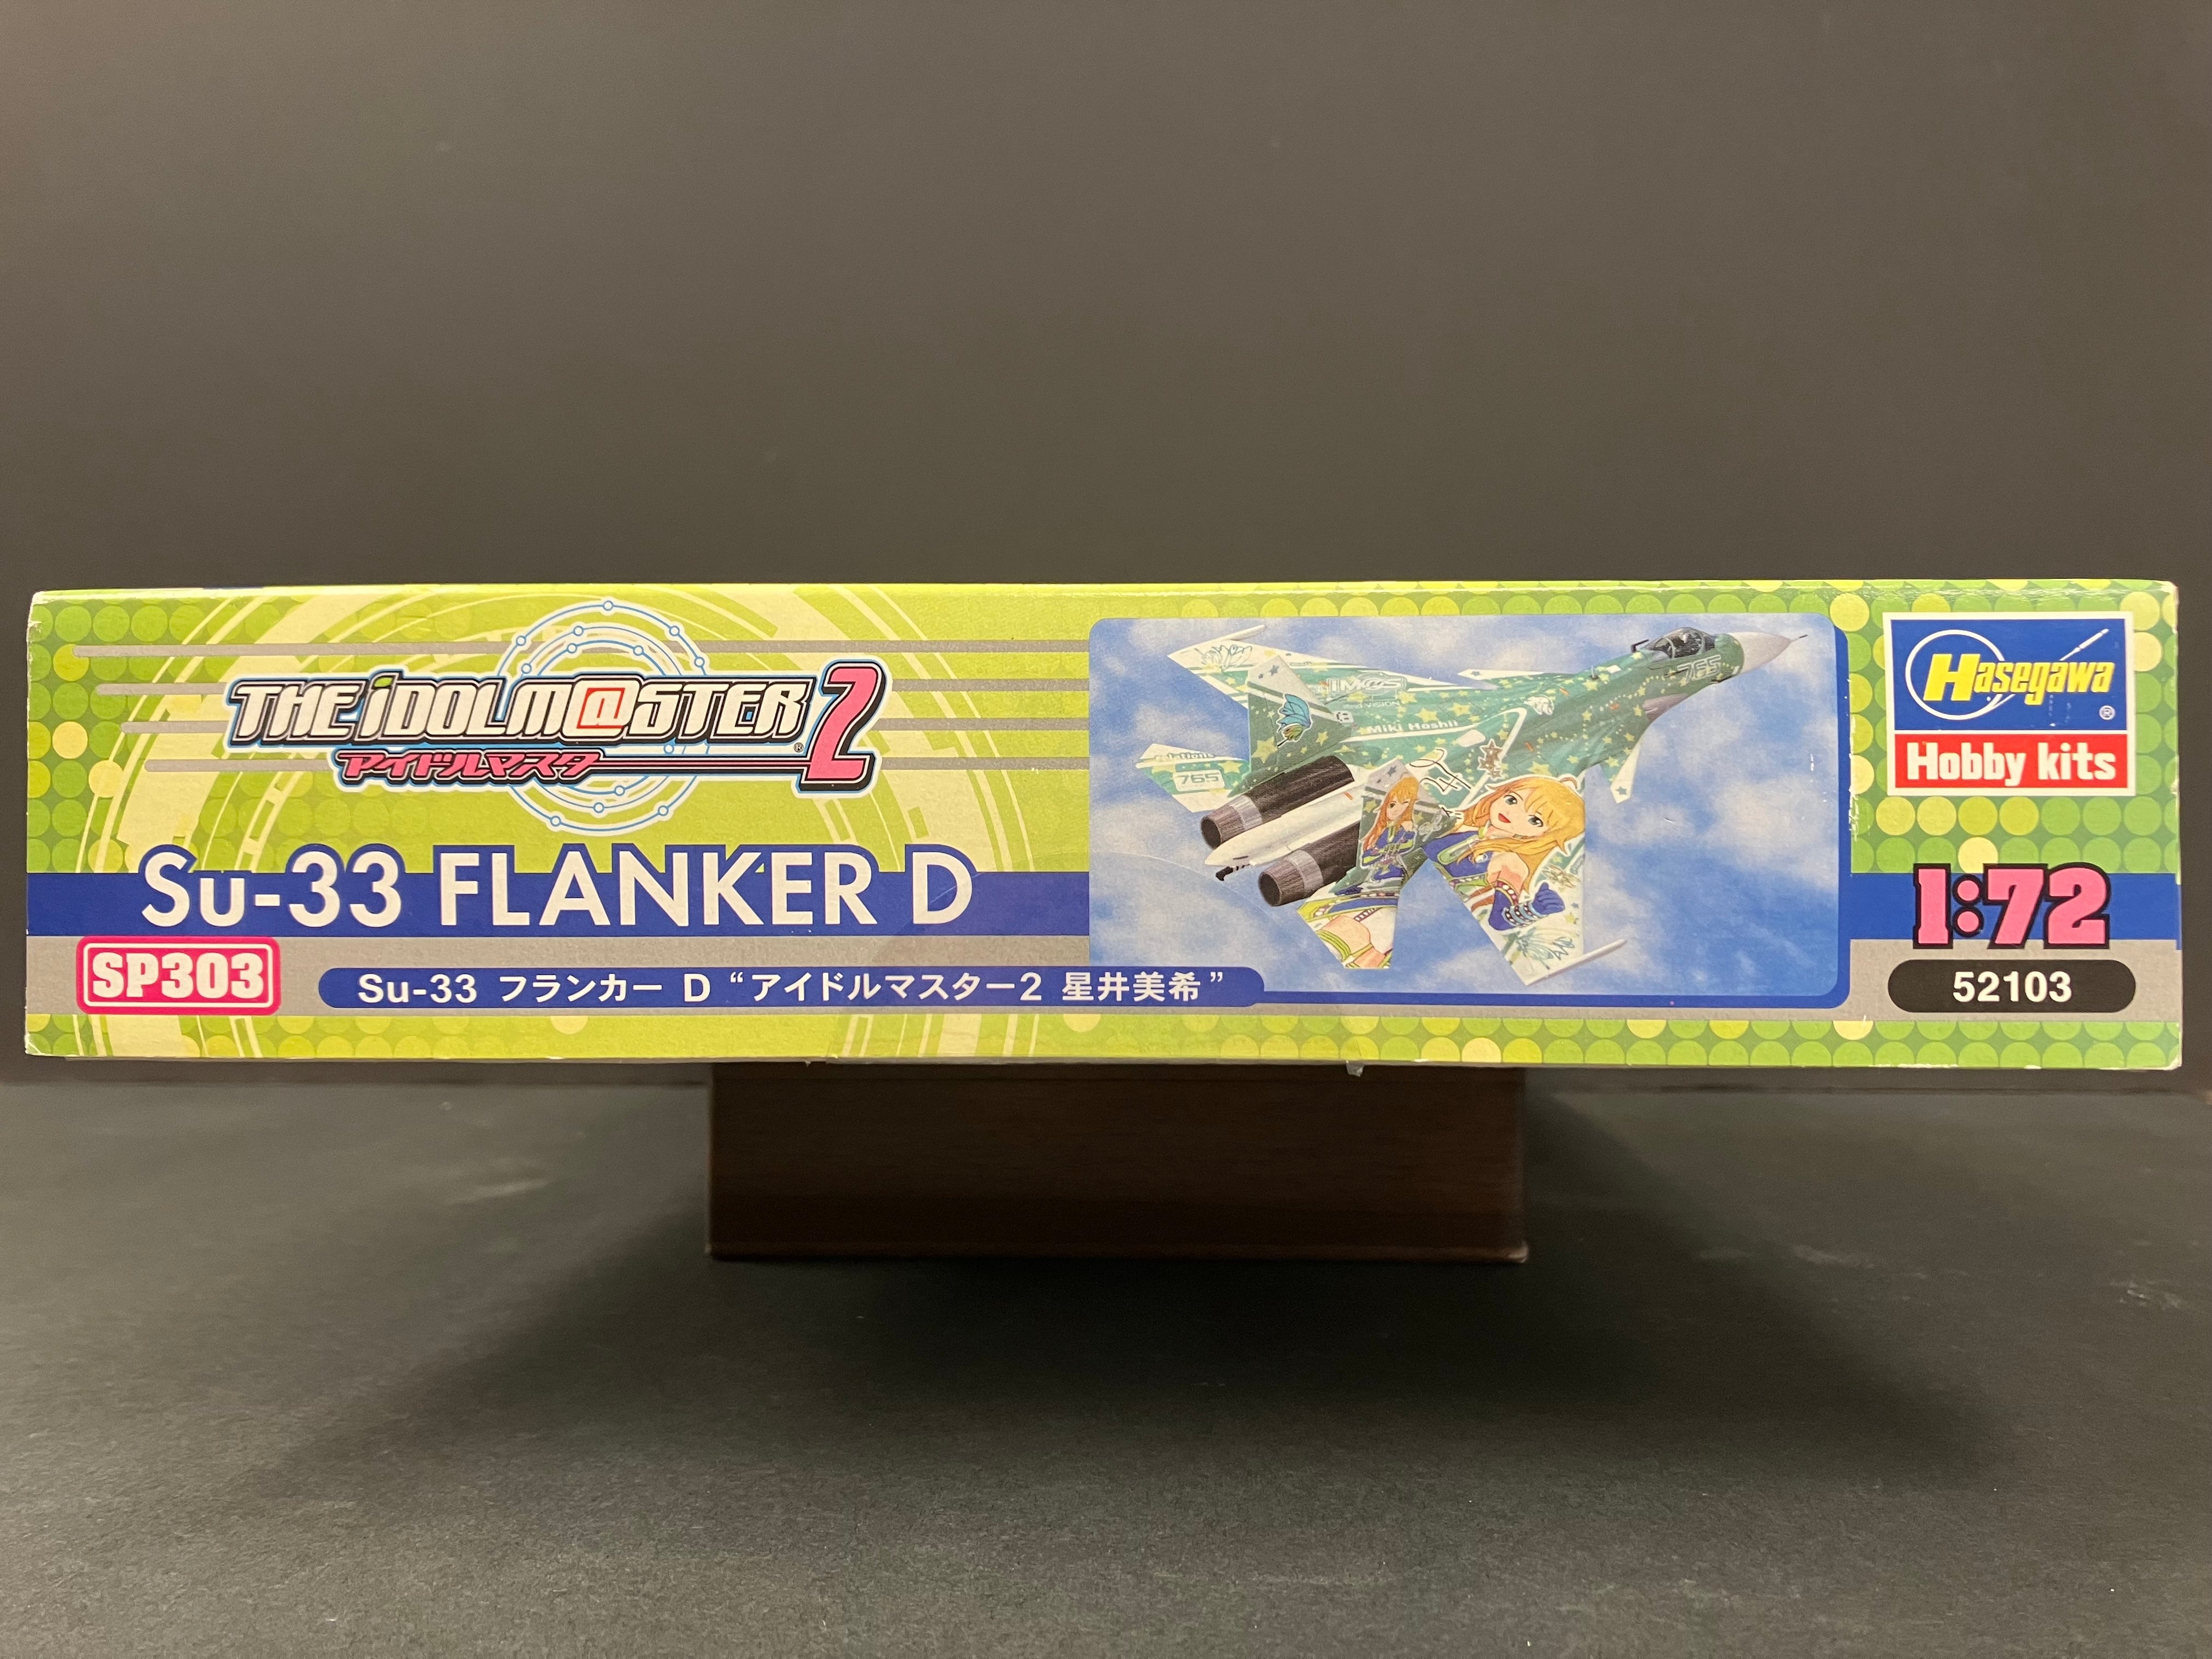 THE iDOLM@STER 2
®
アイドルマスター
Su-33 FLANKER D
SP303
Su-33 フランカー D “アイドルマスター2 星井美希”
765
Miki Hoshii
765
Hasegawa
®
Hobby kits
1:72
52103